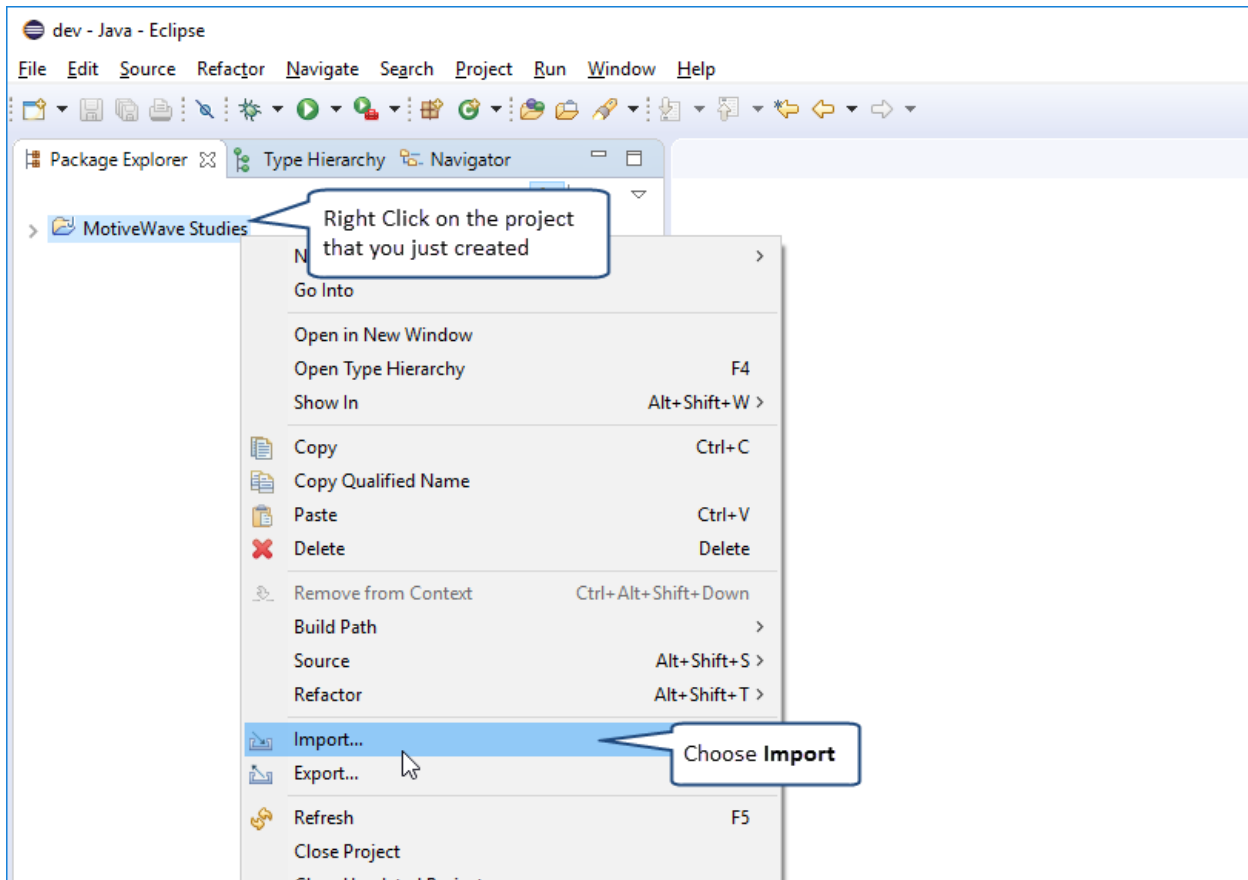 dev - Java - Eclipse
File Edit Source Refactor Navigate Search Project Run Window Help
Package Explorer Type Hierarchy Navigator
MotiveWave Studies
Right Click on the project
that you just created
N
Go Into
Open in New Window
Open Type Hierarchy F4
Show In Alt+Shift+W >
Copy Ctrl+C
Copy Qualified Name
Paste Ctrl+V
Delete Delete
Remove from Context Ctrl+Alt+Shift+Down
Build Path >
Source Alt+Shift+S >
Refactor Alt+Shift+T >
Import...
Choose Import
Export...
Refresh F5
Close Project